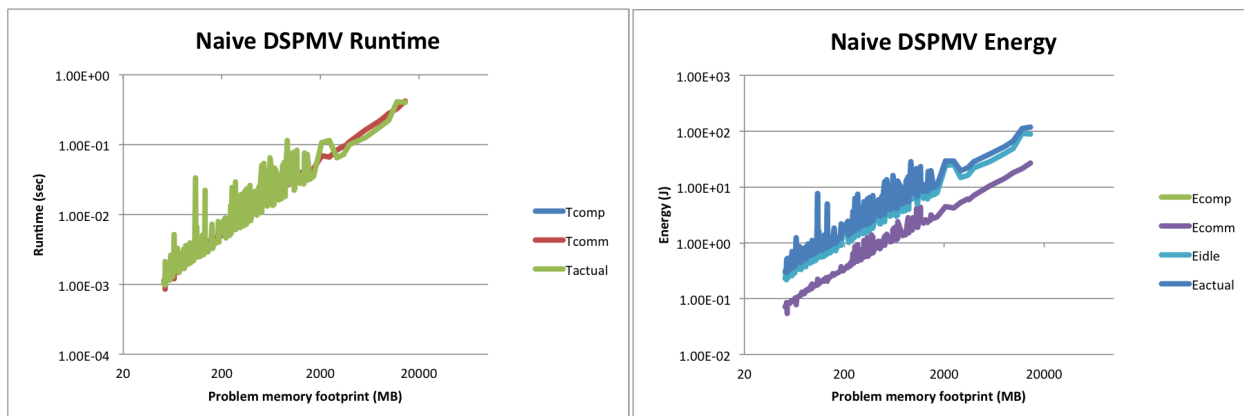 Naive DSPMV Runtime
1.00E+00
1.00E-01
1.00E-02
1.00E-03
1.00E-04
Runtime (sec)
20
200
2000
20000
Problem memory footprint (MB)
Tcomp
Tcomm
Tactual
Naive DSPMV Energy
1.00E+03
1.00E+02
1.00E+01
1.00E+00
1.00E-01
1.00E-02
Energy (J)
20
200
2000
20000
Problem memory footprint (MB)
Ecomp
Ecomm
Eidle
Eactual